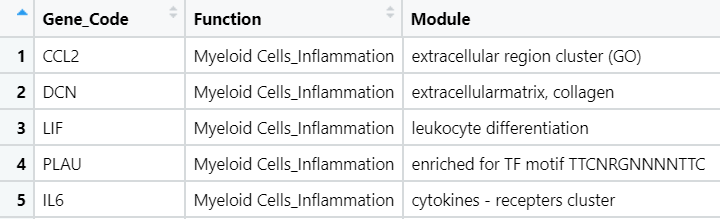 Gene_Code Function Module
1 CCL2 Myeloid Cells_Inflammation extracellular region cluster (GO)
2 DCN Myeloid Cells_Inflammation extracellularmatrix, collagen
3 LIF Myeloid Cells_Inflammation leukocyte differentiation
4 PLAU Myeloid Cells_Inflammation enriched for TF motif TTCNRGNNNNTTC
5 IL6 Myeloid Cells_Inflammation cytokines - recepters cluster